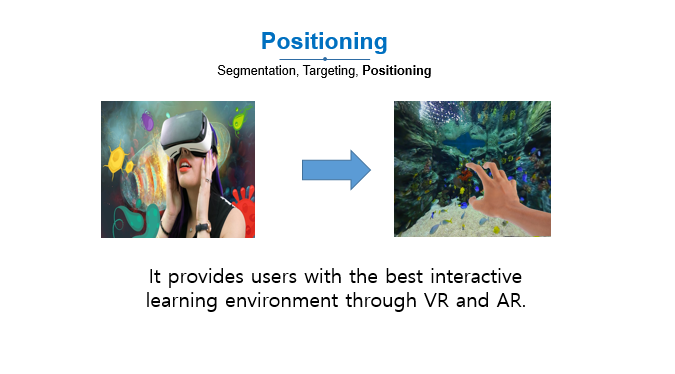 Positioning
Segmentation, Targeting, Positioning
It provides users with the best interactive
learning environment through VR and AR.